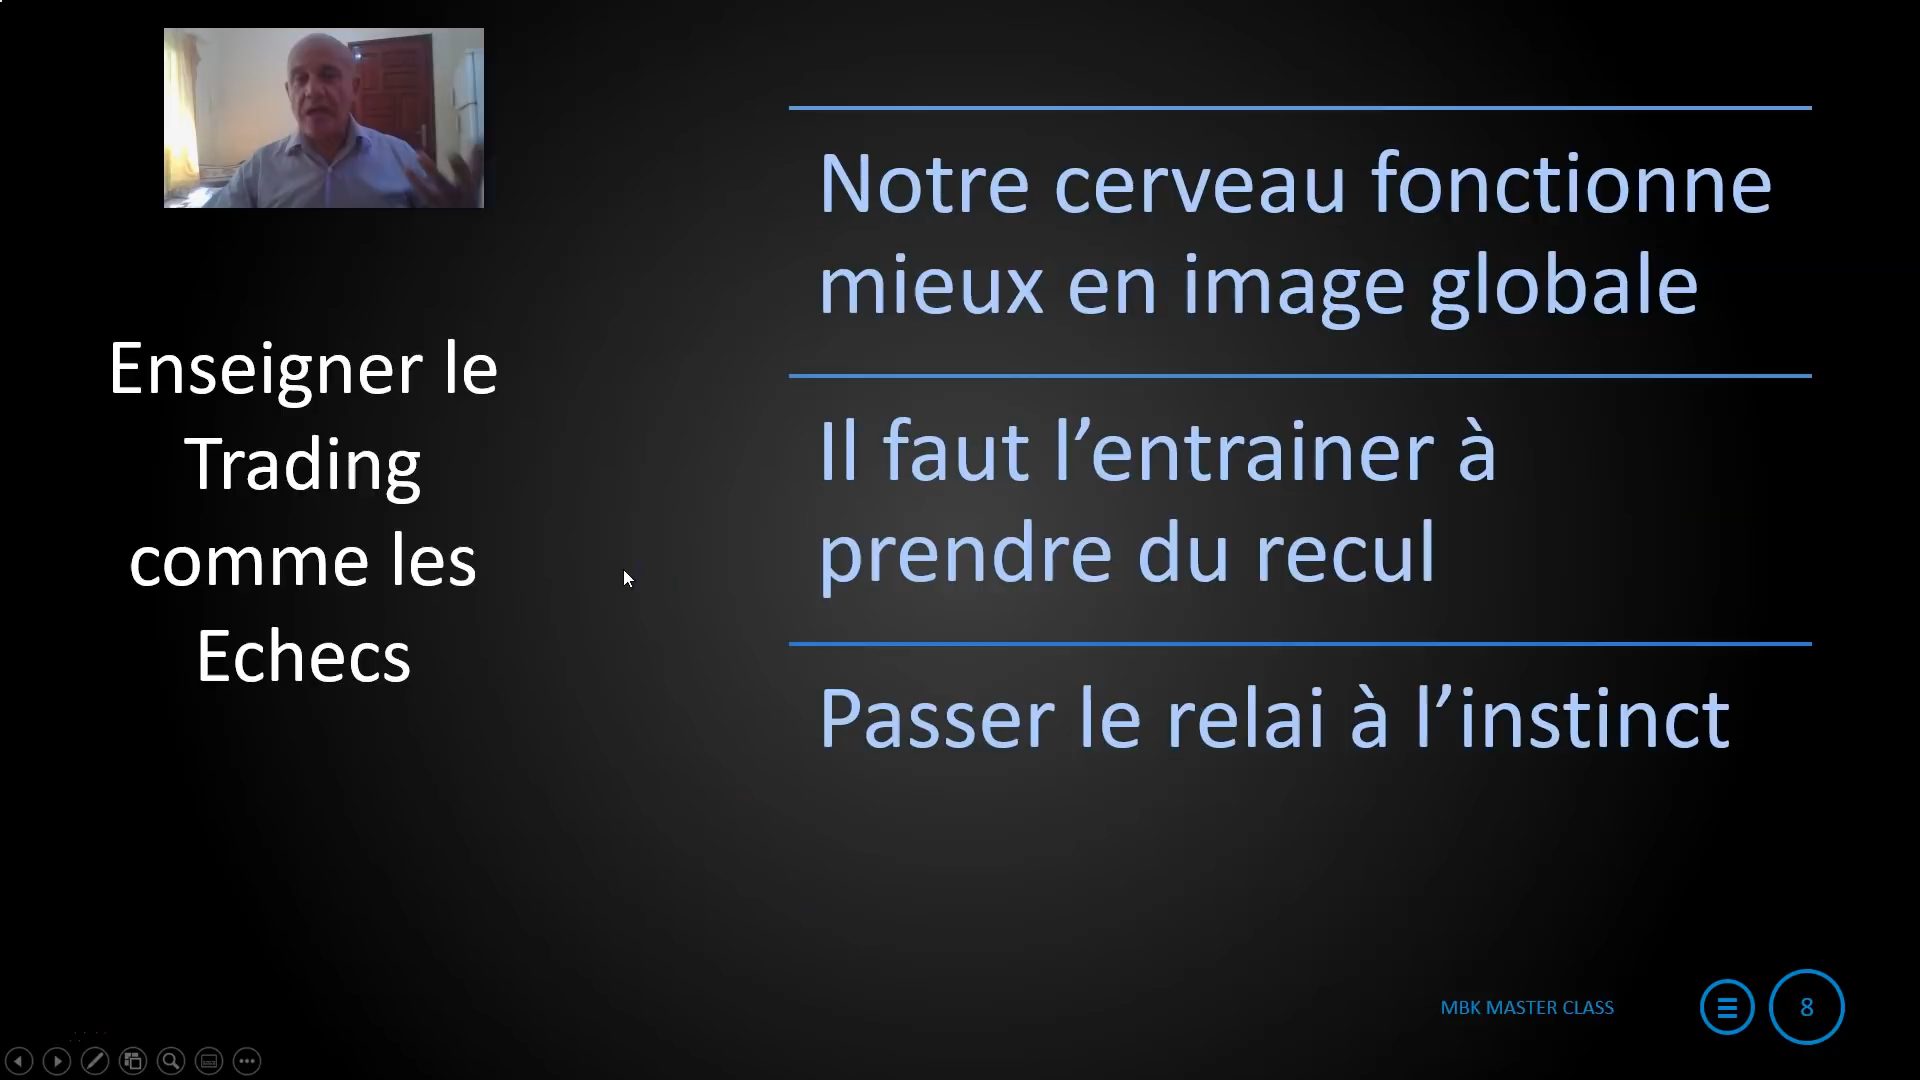 Enseigner le
Trading
comme les
Echecs
Notre cerveau fonctionne
mieux en image globale
Il faut l’entrainer à
prendre du recul
Passer le relai à l’instinct
MBK MASTER CLASS
8